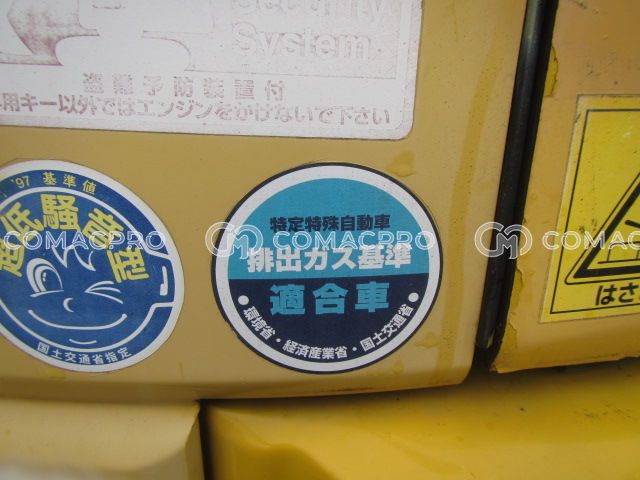 Security
System
盗難予防装置付
用キー以外ではエンジンをかけないで下さい
'97 基準値
超低騒音型
国土交通省指定
特定特殊自動車
排出ガス基準
適合車
・環境省・経済産業省・国土交通省・
はさ
COMACPRO
COMACPRO
COMACPRO